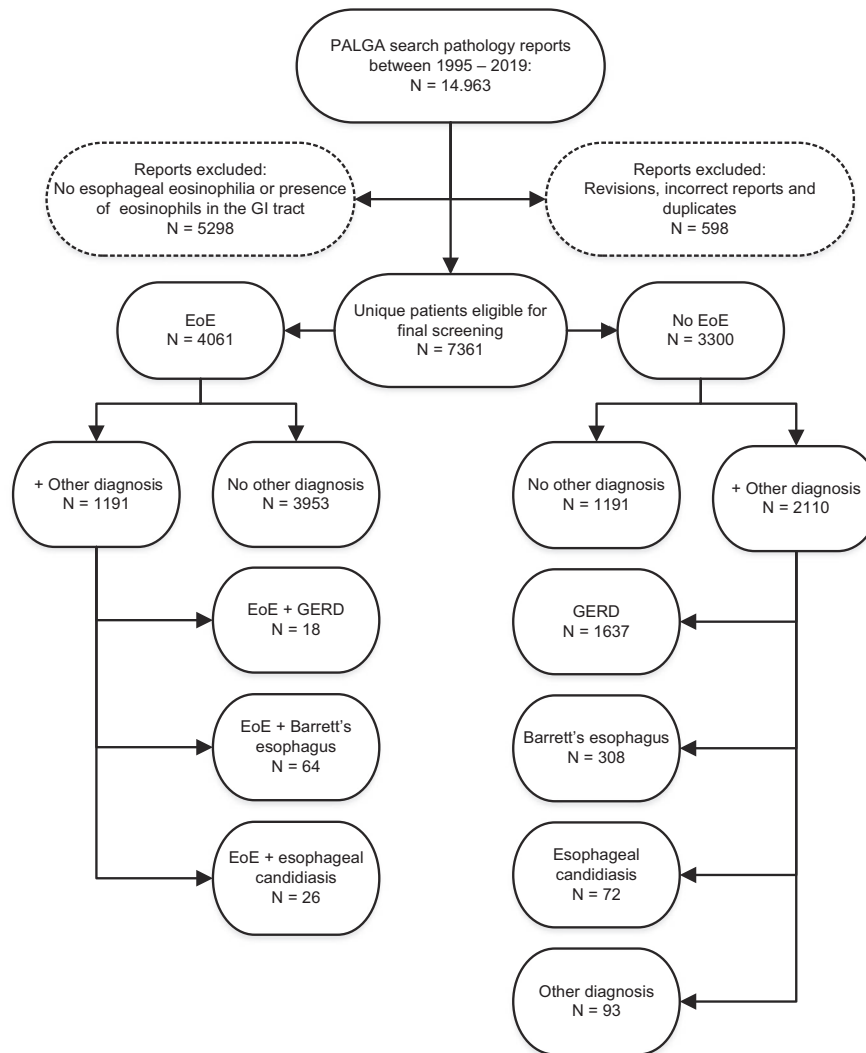 PALGA search pathology reports
between 1995 – 2019:
N = 14.963
Reports excluded:
No esophageal eosinophilia or presence
of eosinophils in the GI tract
N = 5298
Reports excluded:
Revisions, incorrect reports and
duplicates
N = 598
EoE
N = 4061
Unique patients eligible for
final screening
N = 7361
No EoE
N = 3300
+ Other diagnosis
N = 1191
No other diagnosis
N = 3953
No other diagnosis
N = 1191
+ Other diagnosis
N = 2110
EoE + GERD
N = 18
GERD
N = 1637
EoE + Barrett's
esophagus
N = 64
Barrett's esophagus
N = 308
EoE + esophageal
candidiasis
N = 26
Esophageal
candidiasis
N = 72
Other diagnosis
N = 93